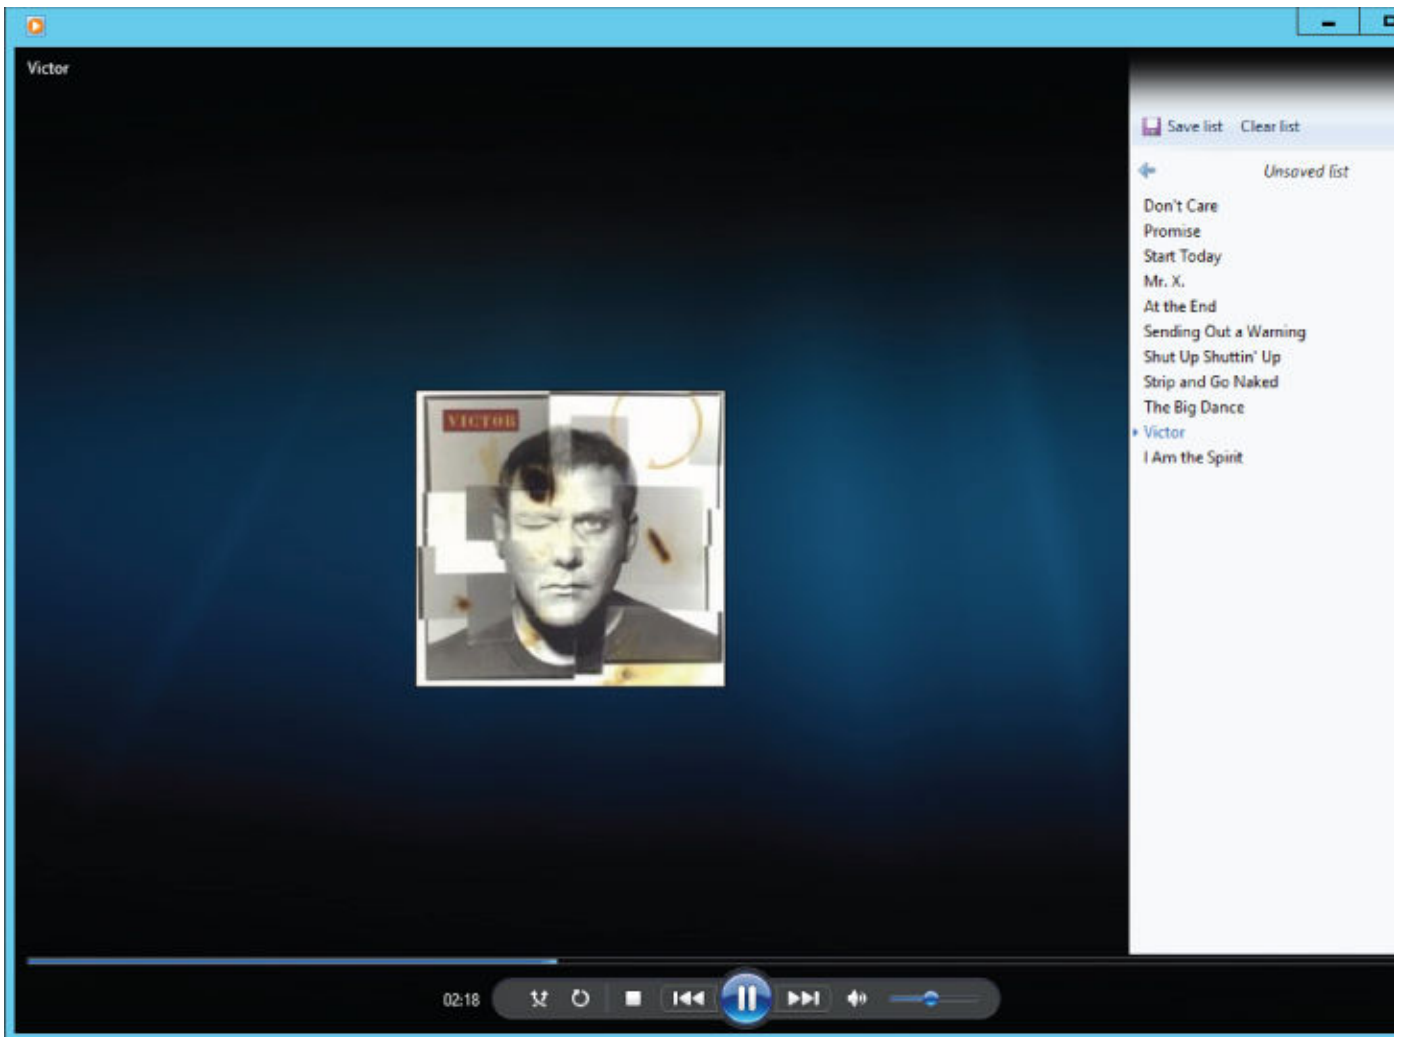 Victor
Save list Clear list
Unsaved list
Don't Care
Promise
Start Today
Mr. X.
At the End
Sending Out a Warning
Shut Up Shuttin' Up
Strip and Go Naked
The Big Dance
Victor
I Am the Spirit
VICTOR
02:18